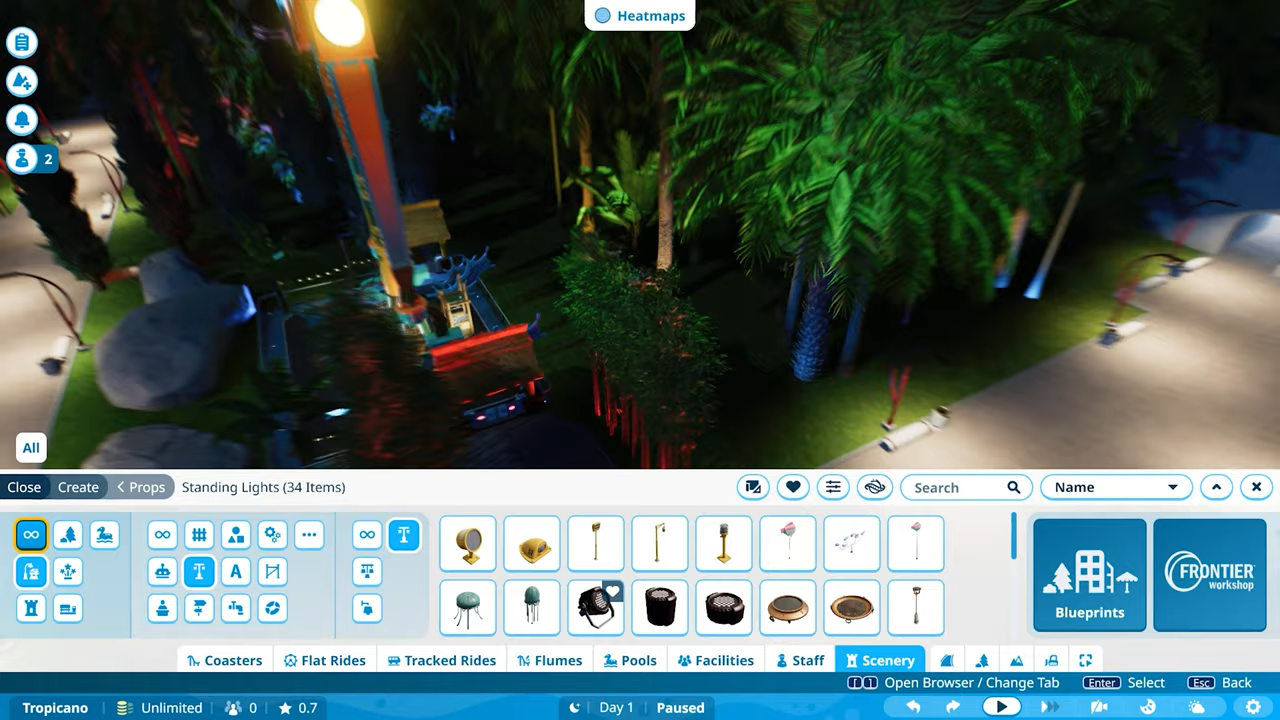 Heatmaps
2
All
Close
Create
Props
Standing Lights (34 Items)
Search
Name
A
Blueprints
FRONTIER
workshop
Coasters
Flat Rides
Tracked Rides
Flumes
Pools
Facilities
Staff
Scenery
[ ] Open Browser / Change Tab
Enter Select
Esc Back
Tropicano
Unlimited
0
0.7
Day 1
Paused